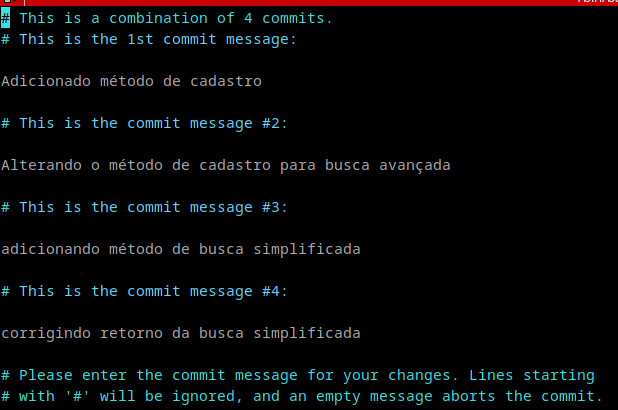 # This is a combination of 4 commits.
# This is the 1st commit message:
Adicionado método de cadastro
# This is the commit message #2:
Alterando o método de cadastro para busca avançada
# This is the commit message #3:
adicionando método de busca simplificada
# This is the commit message #4:
corrigindo retorno da busca simplificada
# Please enter the commit message for your changes. Lines starting
# with '#' will be ignored, and an empty message aborts the commit.